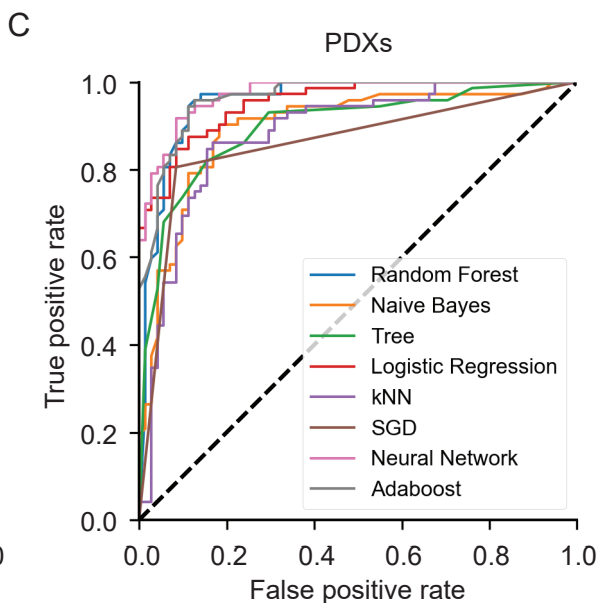 C
PDXs
1.0
0.8
0.6
0.4
0.2
0.0
True positive rate
Random Forest
Naive Bayes
Tree
Logistic Regression
kNN
SGD
Neural Network
Adaboost
0
0.0 0.2 0.4 0.6 0.8 1.0
False positive rate